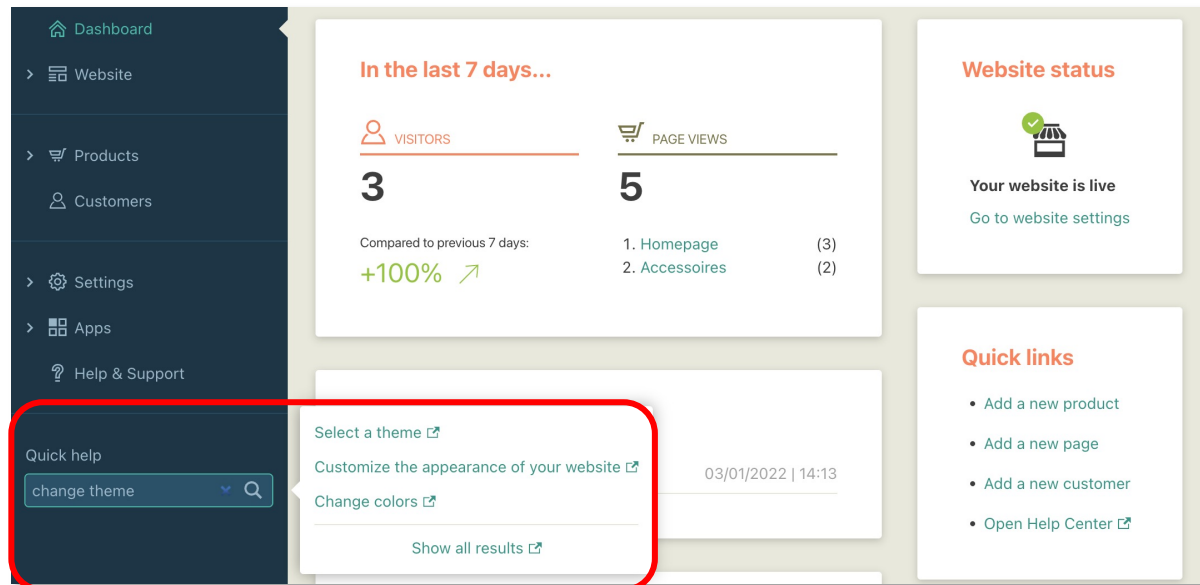 Dashboard
Website
Products
Customers
Settings
Apps
Help & Support
Quick help
change theme
Select a theme
Customize the appearance of your website
Change colors
Show all results
In the last 7 days...
VISITORS
3
Compared to previous 7 days:
+100%
PAGE VIEWS
5
1. Homepage (3)
2. Accessoires (2)
03/01/2022 | 14:13
Website status
Your website is live
Go to website settings
Quick links
• Add a new product
• Add a new page
• Add a new customer
• Open Help Center